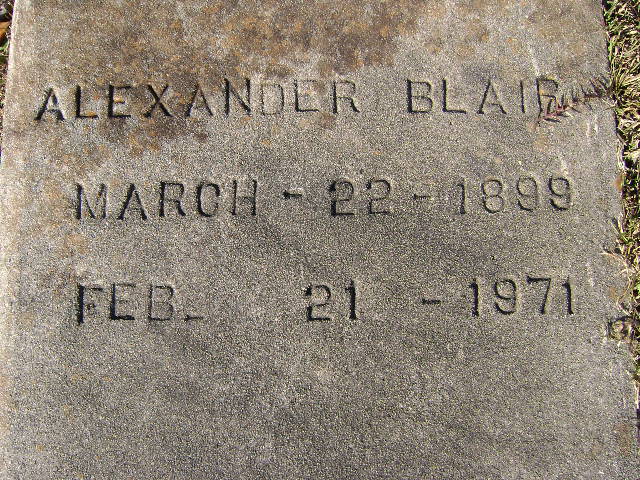 ALEXANDER BLAIR
MARCH - 22 - 1899
FEB. 21 - 1971